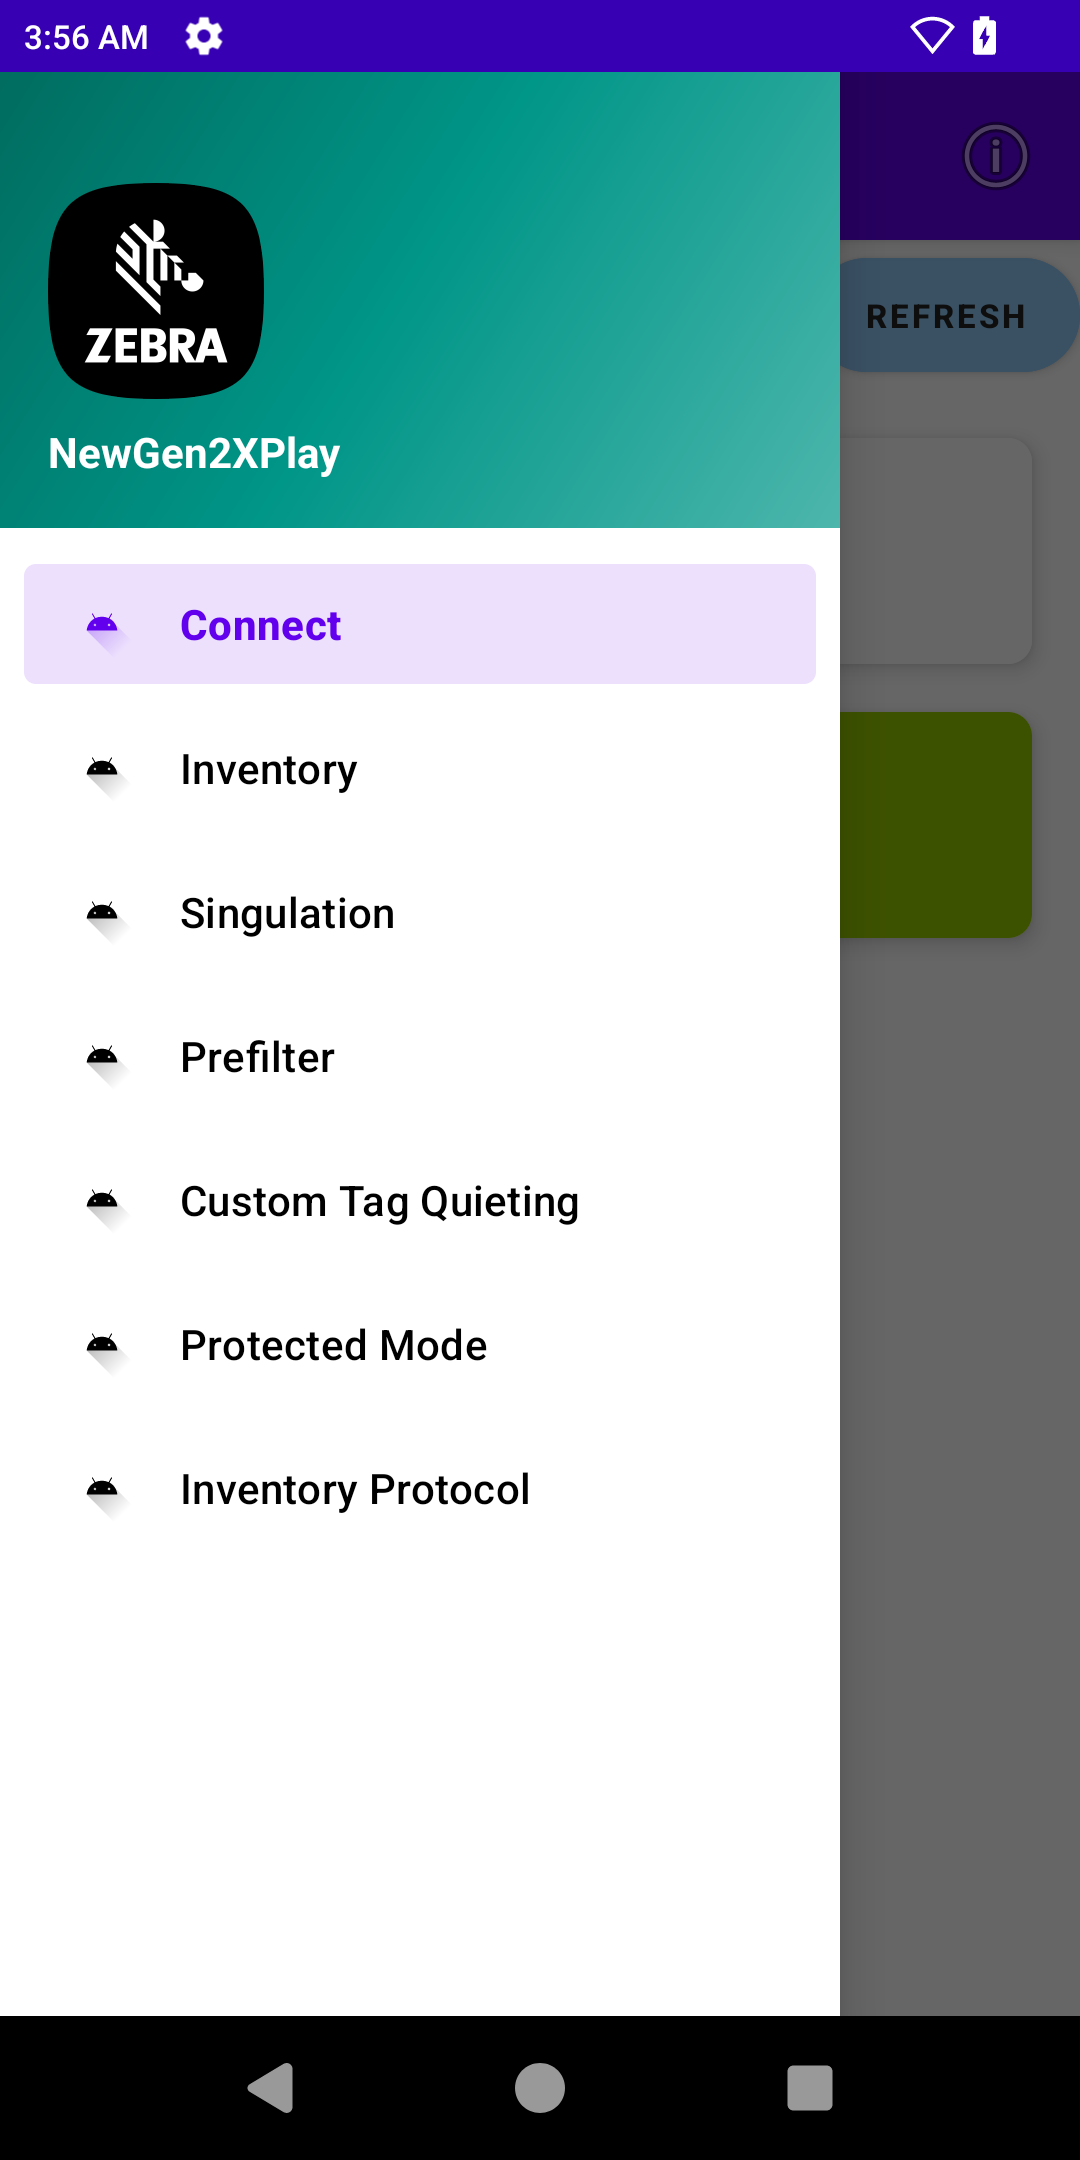 3:56 AM
REFRESH
ZEBRA
NewGen2XPlay
Connect
Inventory
Singulation
Prefilter
Custom Tag Quieting
Protected Mode
Inventory Protocol